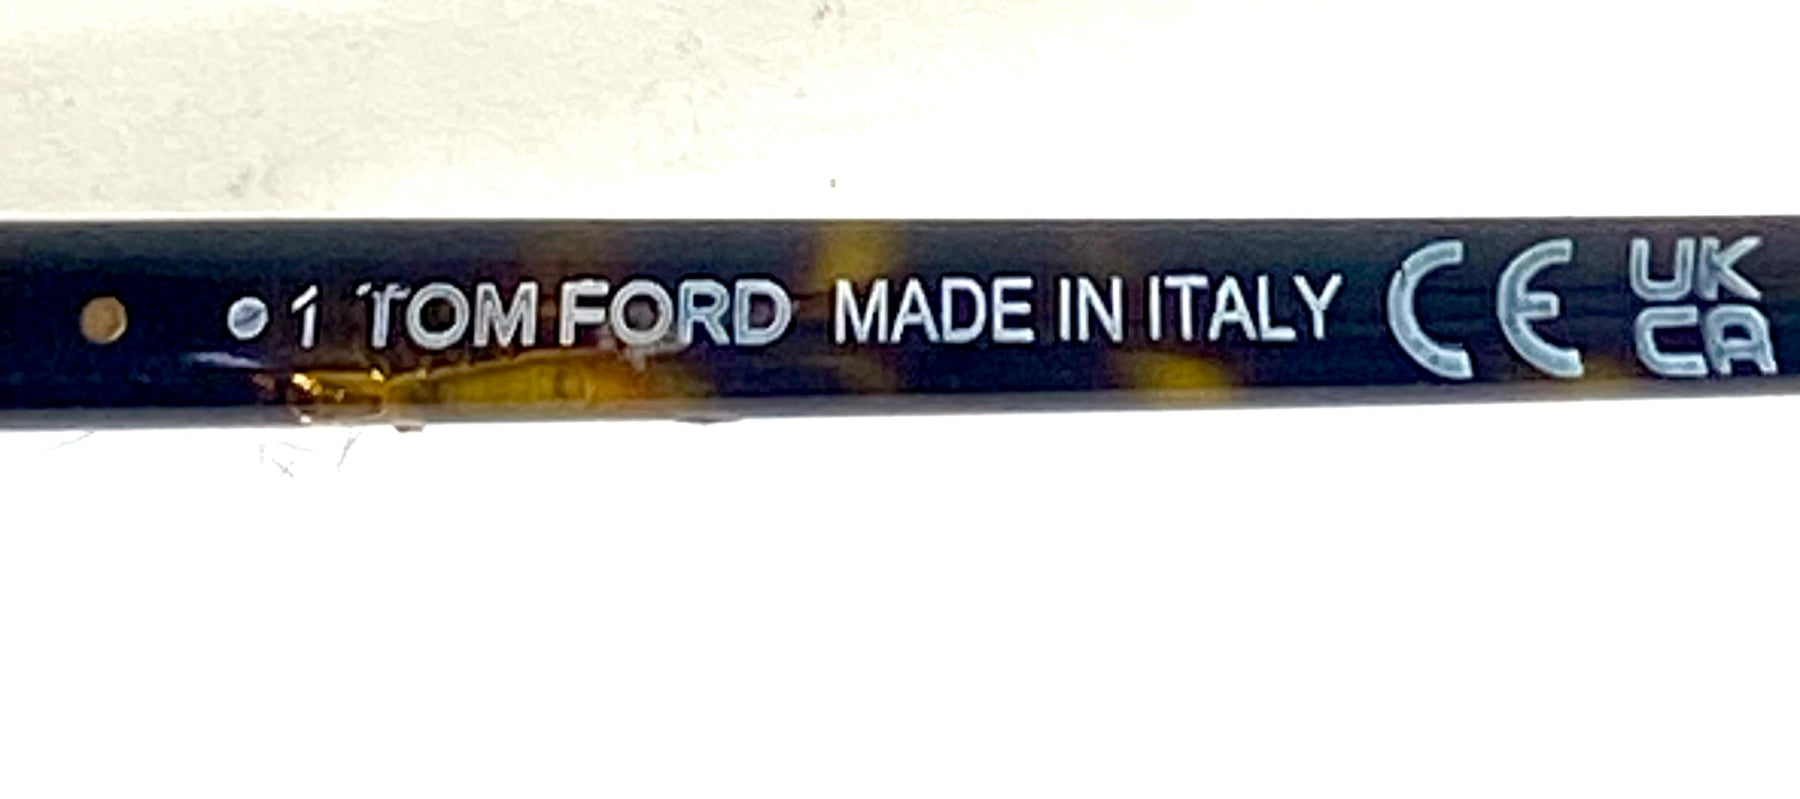 •1 TOM FORD MADE IN ITALY CE UK
CA